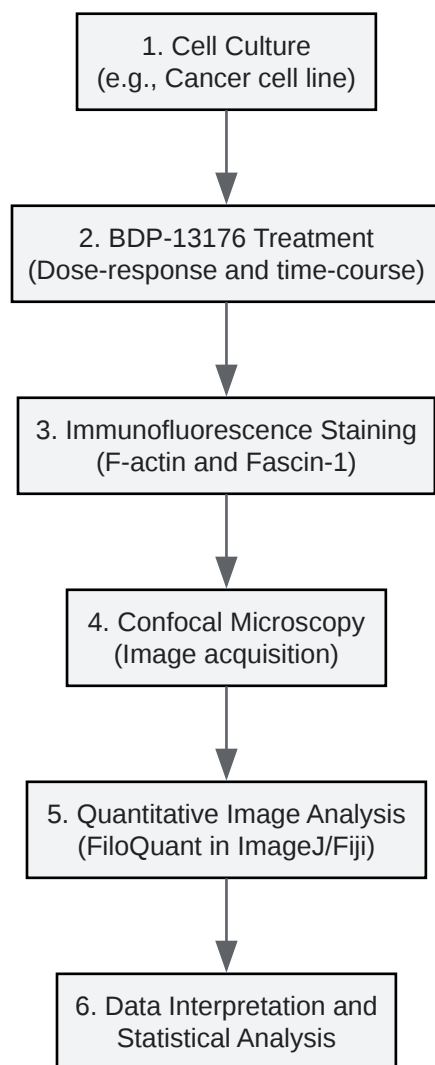 1. Cell Culture
(e.g., Cancer cell line)
2. BDP-13176 Treatment
(Dose-response and time-course)
3. Immunofluorescence Staining
(F-actin and Fascin-1)
4. Confocal Microscopy
(Image acquisition)
5. Quantitative Image Analysis
(FiloQuant in ImageJ/Fiji)
6. Data Interpretation and
Statistical Analysis